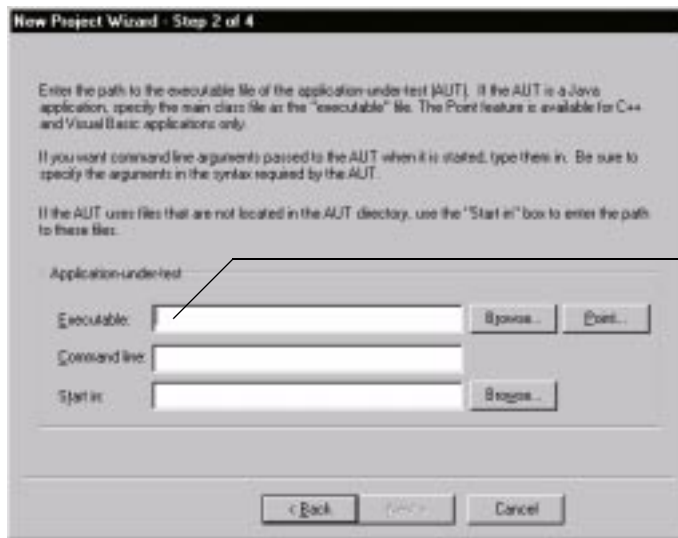 New Project Wizard - Step 2 of 4
Enter the path to the executable file of the application-under-test (AUT). If the AUT is a Java
application, specify the main class file as the "executable" file. The Point feature is available for C++
and Visual Basic applications only.
If you want command line arguments passed to the AUT when it is started, type them in. Be sure to
specify the arguments in the syntax required by the AUT.
If the AUT uses files that are not located in the AUT directory, use the "Start in" box to enter the path
to these files.
Application-under-test
Executable: Browse... Point...
Command line:
Start in: Browse...
< Back Next > Cancel